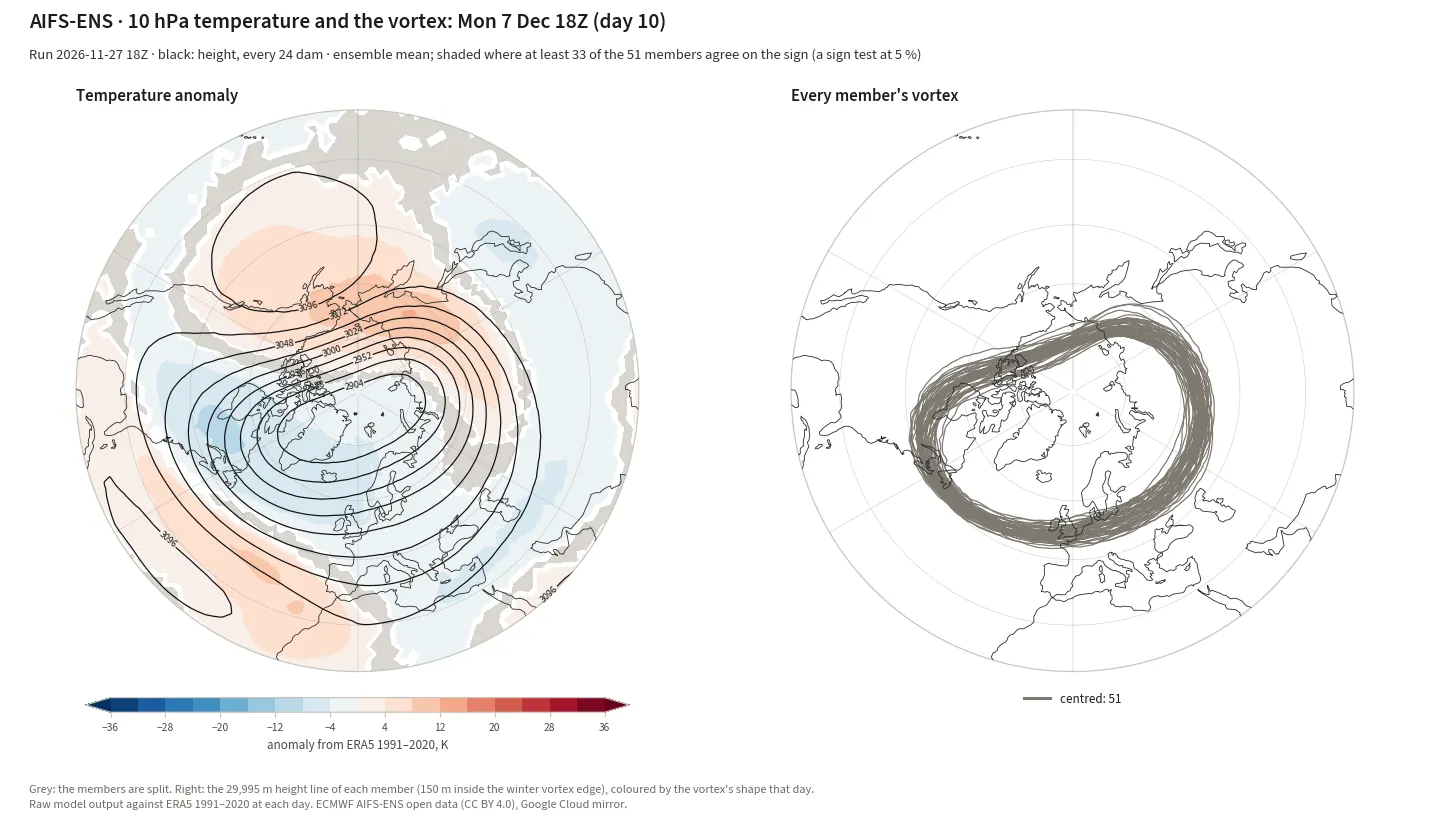 AIFS-ENS · 10 hPa temperature and the vortex: Mon 7 Dec 18Z (day 10)
Run 2026-11-27 18Z · black: height, every 24 dam · ensemble mean; shaded where at least 33 of the 51 members agree on the sign (a sign test at 5 %)
Temperature anomaly
Every member's vortex
3096
3072
3024
3048
3000
2952
2904
3096
3096
centred: 51
−36 −28 −20 −12 −4 4 12 20 28 36
anomaly from ERA5 1991–2020, K
Grey: the members are split. Right: the 29,995 m height line of each member (150 m inside the winter vortex edge), coloured by the vortex's shape that day.
Raw model output against ERA5 1991–2020 at each day. ECMWF AIFS-ENS open data (CC BY 4.0), Google Cloud mirror.